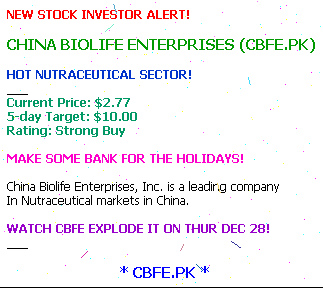 NEW STOCK INVESTOR ALERT!
CHINA BIOLIFE ENTERPRISES (CBFE.PK)
HOT NUTRACEUTICAL SECTOR!
___
Current Price: $2.77
5-day Target: $10.00
Rating: Strong Buy
MAKE SOME BANK FOR THE HOLIDAYS!
China Biolife Enterprises, Inc. is a leading company
In Nutraceutical markets in China.
WATCH CBFE EXPLODE IT ON THUR DEC 28!
___
* CBFE.PK *